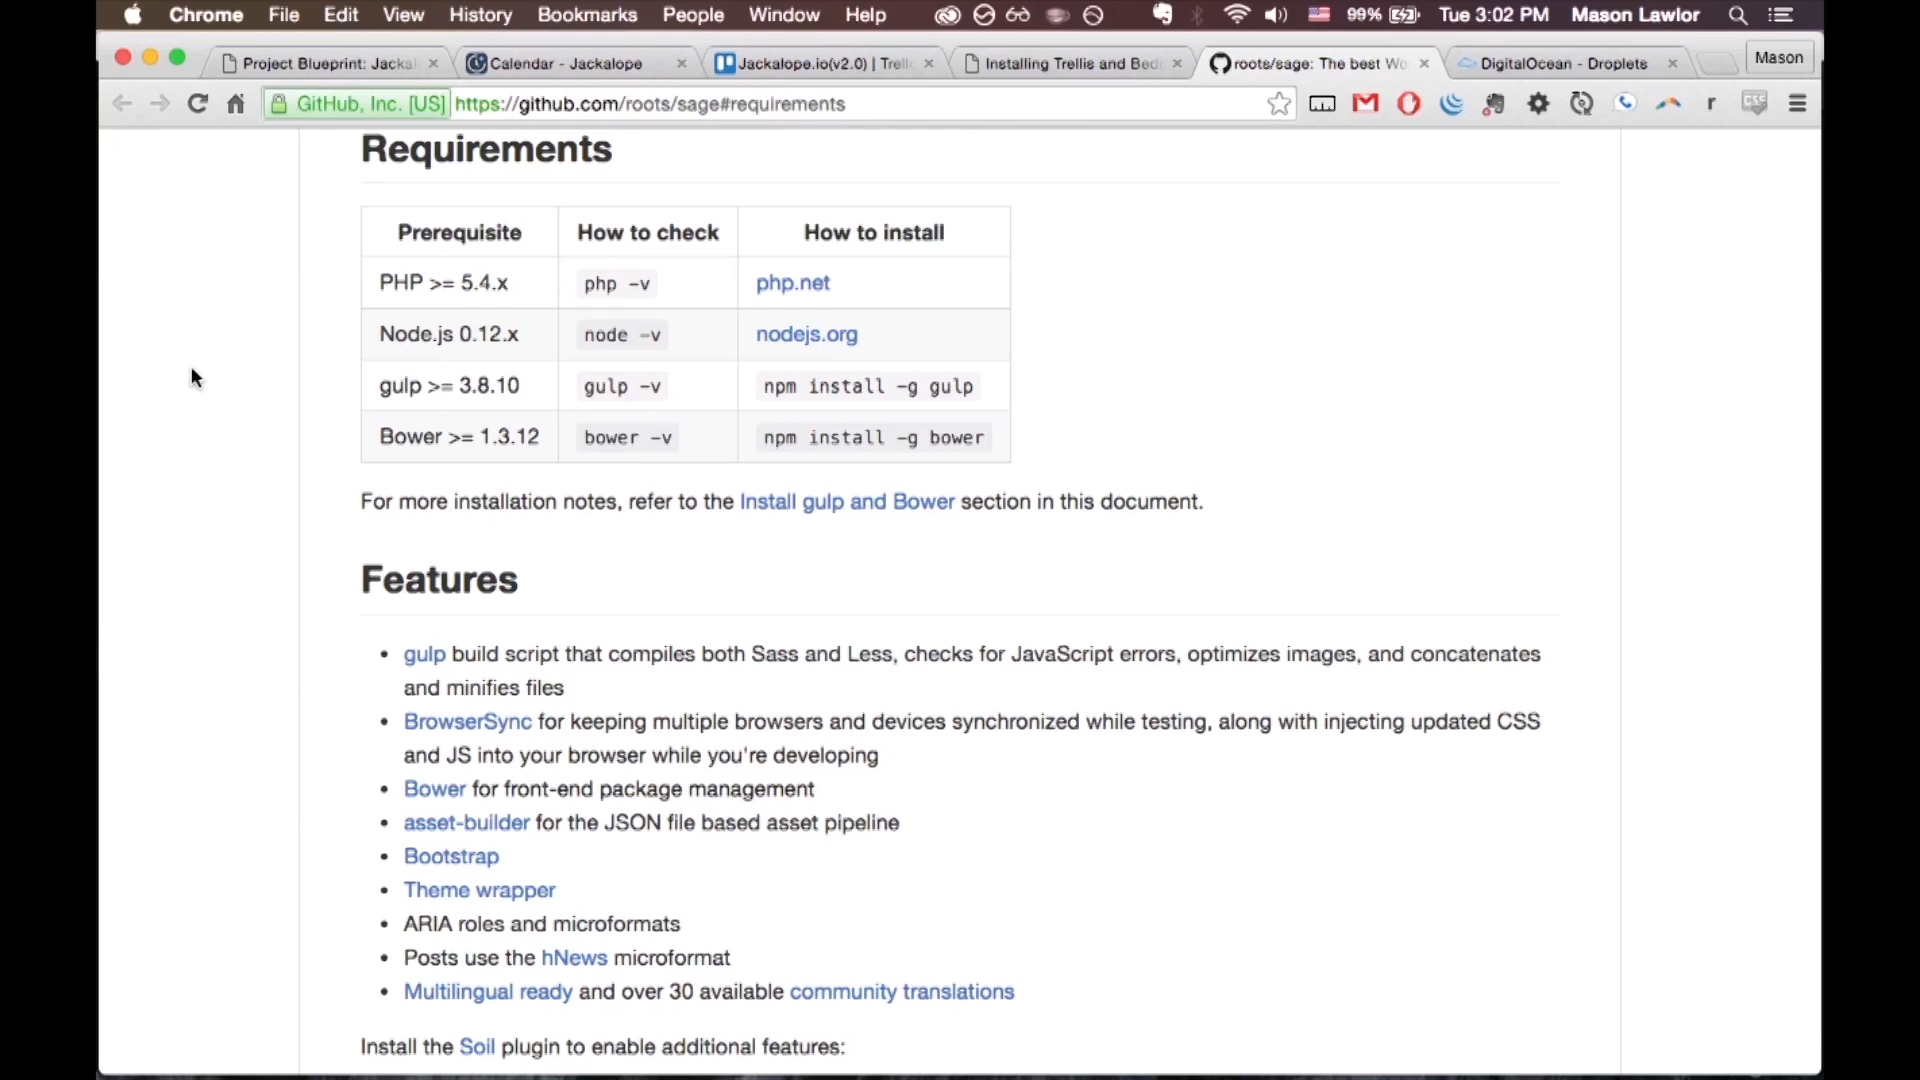 Chrome File Edit View History Bookmarks People Window Help 99% Tue 3:02 PM Mason Lawlor
Project Blueprint: Jacka Calendar - Jackalope Jackalope.io(v2.0) | Trell Installing Trellis and Bed roots/sage: The best Wo DigitalOcean - Droplets Mason
GitHub, Inc. [US] https://github.com/roots/sage#requirements
Requirements
Prerequisite How to check How to install
PHP >= 5.4.x php -v php.net
Node.js 0.12.x node -v nodejs.org
gulp >= 3.8.10 gulp -v npm install -g gulp
Bower >= 1.3.12 bower -v npm install -g bower
For more installation notes, refer to the Install gulp and Bower section in this document.
Features
• gulp build script that compiles both Sass and Less, checks for JavaScript errors, optimizes images, and concatenates
and minifies files
• BrowserSync for keeping multiple browsers and devices synchronized while testing, along with injecting updated CSS
and JS into your browser while you're developing
• Bower for front-end package management
• asset-builder for the JSON file based asset pipeline
• Bootstrap
• Theme wrapper
• ARIA roles and microformats
• Posts use the hNews microformat
• Multilingual ready and over 30 available community translations
Install the Soil plugin to enable additional features: